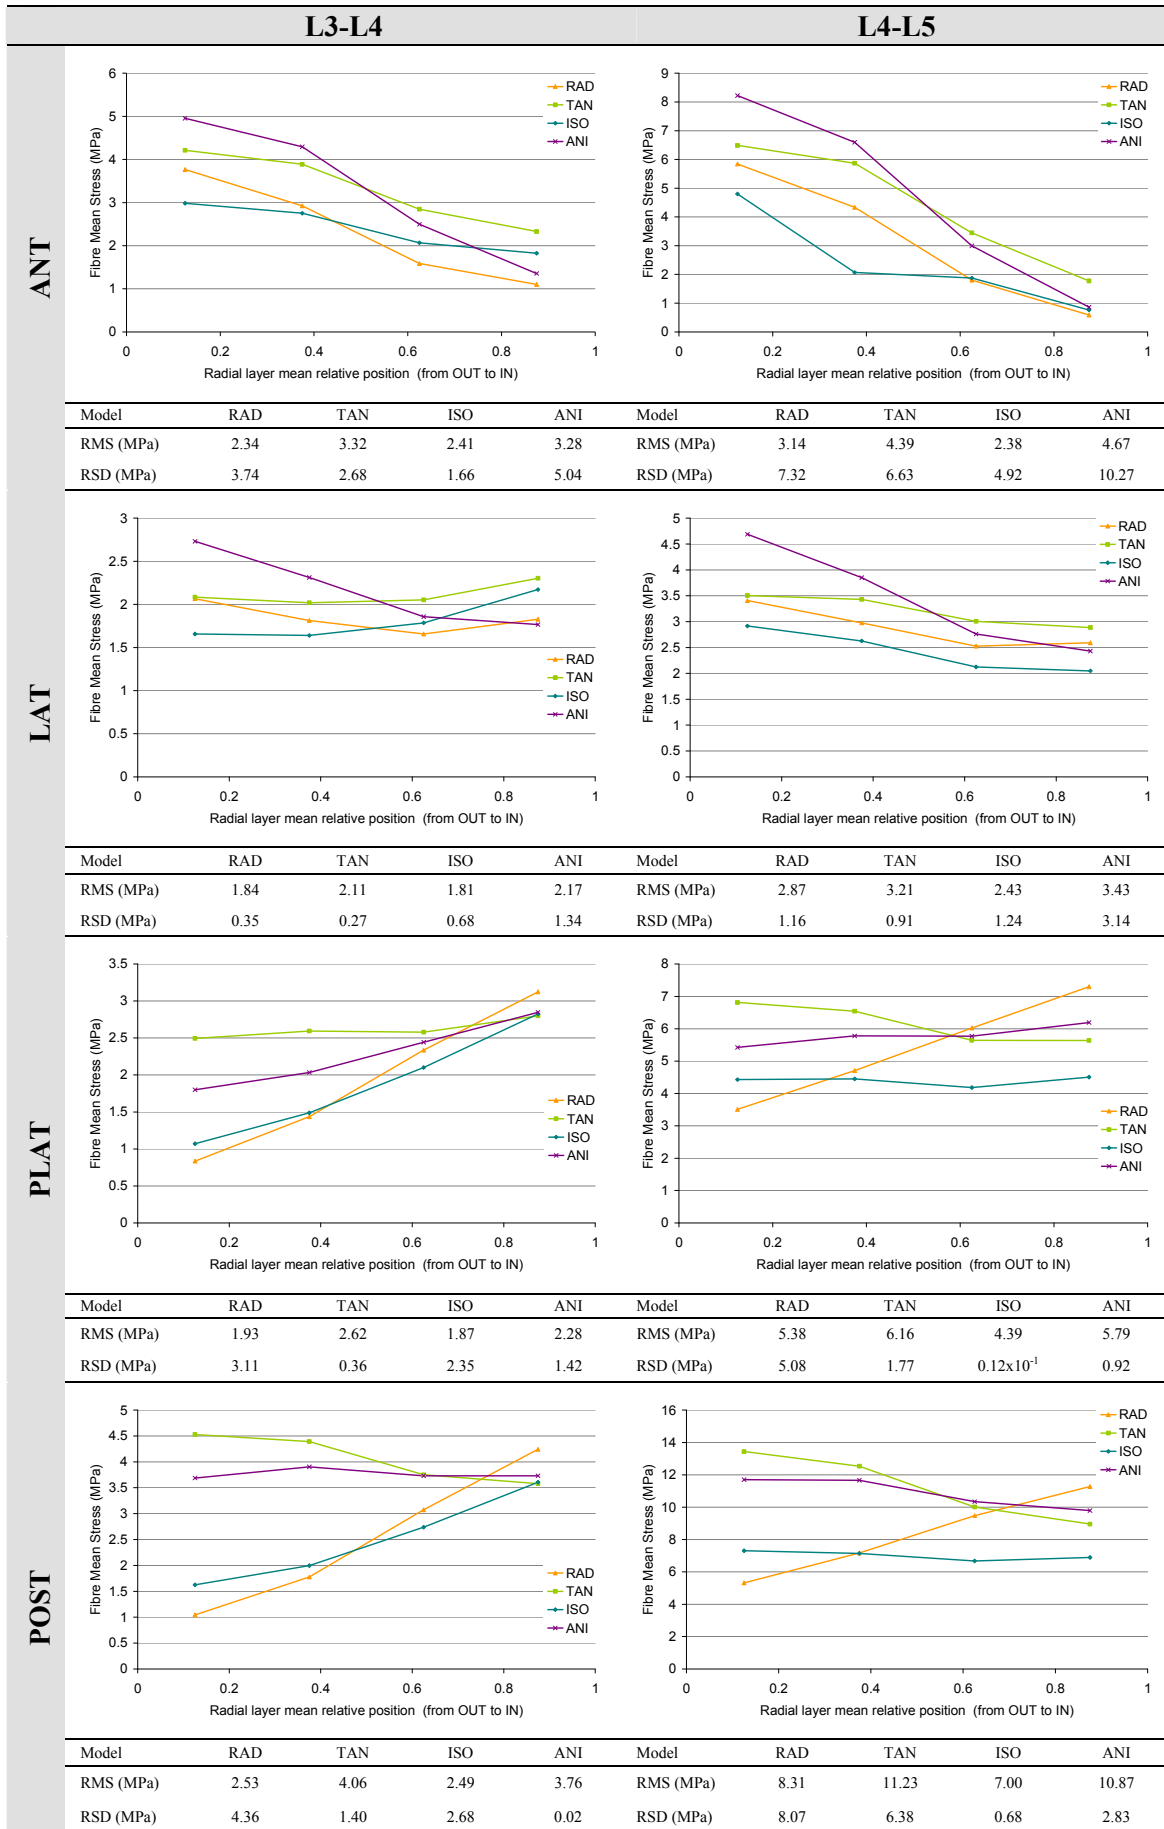 L3-L4 L4-L5
ANT
Fibre Mean Stress (MPa)
6
5
4
3
2
1
0
0 0.2 0.4 0.6 0.8 1
Radial layer mean relative position (from OUT to IN)
RAD
TAN
ISO
ANI
Fibre Mean Stress (MPa)
9
8
7
6
5
4
3
2
1
0
0 0.2 0.4 0.6 0.8 1
Radial layer mean relative position (from OUT to IN)
RAD
TAN
ISO
ANI
Model RAD TAN ISO ANI Model RAD TAN ISO ANI
RMS (MPa) 2.34 3.32 2.41 3.28 RMS (MPa) 3.14 4.39 2.38 4.67
RSD (MPa) 3.74 2.68 1.66 5.04 RSD (MPa) 7.32 6.63 4.92 10.27
LAT
Fibre Mean Stress (MPa)
3
2.5
2
1.5
1
0.5
0
0 0.2 0.4 0.6 0.8 1
Radial layer mean relative position (from OUT to IN)
RAD
TAN
ISO
ANI
Fibre Mean Stress (MPa)
5
4.5
4
3.5
3
2.5
2
1.5
1
0.5
0
0 0.2 0.4 0.6 0.8 1
Radial layer mean relative position (from OUT to IN)
RAD
TAN
ISO
ANI
Model RAD TAN ISO ANI Model RAD TAN ISO ANI
RMS (MPa) 1.84 2.11 1.81 2.17 RMS (MPa) 2.87 3.21 2.43 3.43
RSD (MPa) 0.35 0.27 0.68 1.34 RSD (MPa) 1.16 0.91 1.24 3.14
PLAT
Fibre Mean Stress (MPa)
3.5
3
2.5
2
1.5
1
0.5
0
0 0.2 0.4 0.6 0.8 1
Radial layer mean relative position (from OUT to IN)
RAD
TAN
ISO
ANI
Fibre Mean Stress (MPa)
8
7
6
5
4
3
2
1
0
0 0.2 0.4 0.6 0.8 1
Radial layer mean relative position (from OUT to IN)
RAD
TAN
ISO
ANI
Model RAD TAN ISO ANI Model RAD TAN ISO ANI
RMS (MPa) 1.93 2.62 1.87 2.28 RMS (MPa) 5.38 6.16 4.39 5.79
RSD (MPa) 3.11 0.36 2.35 1.42 RSD (MPa) 5.08 1.77 0.12x10⁻¹ 0.92
POST
Fibre Mean Stress (MPa)
5
4.5
4
3.5
3
2.5
2
1.5
1
0.5
0
0 0.2 0.4 0.6 0.8 1
Radial layer mean relative position (from OUT to IN)
RAD
TAN
ISO
ANI
Fibre Mean Stress (MPa)
16
14
12
10
8
6
4
2
0
0 0.2 0.4 0.6 0.8 1
Radial layer mean relative position (from OUT to IN)
RAD
TAN
ISO
ANI
Model RAD TAN ISO ANI Model RAD TAN ISO ANI
RMS (MPa) 2.53 4.06 2.49 3.76 RMS (MPa) 8.31 11.23 7.00 10.87
RSD (MPa) 4.36 1.40 2.68 0.02 RSD (MPa) 8.07 6.38 0.68 2.83